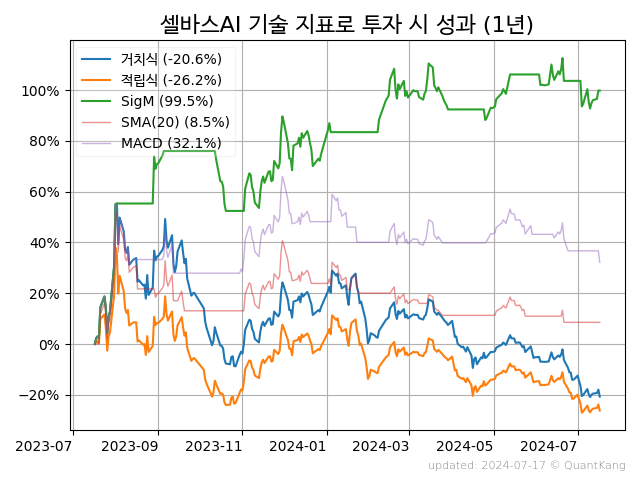 셀바스AI 기술 지표로 투자 시 성과 (1년)
거치식 (-20.6%)
적립식 (-26.2%)
SigM (99.5%)
SMA(20) (8.5%)
MACD (32.1%)
100%
80%
60%
40%
20%
0%
−20%
2023-07 2023-09 2023-11 2024-01 2024-03 2024-05 2024-07
updated: 2024-07-17 © QuantKang